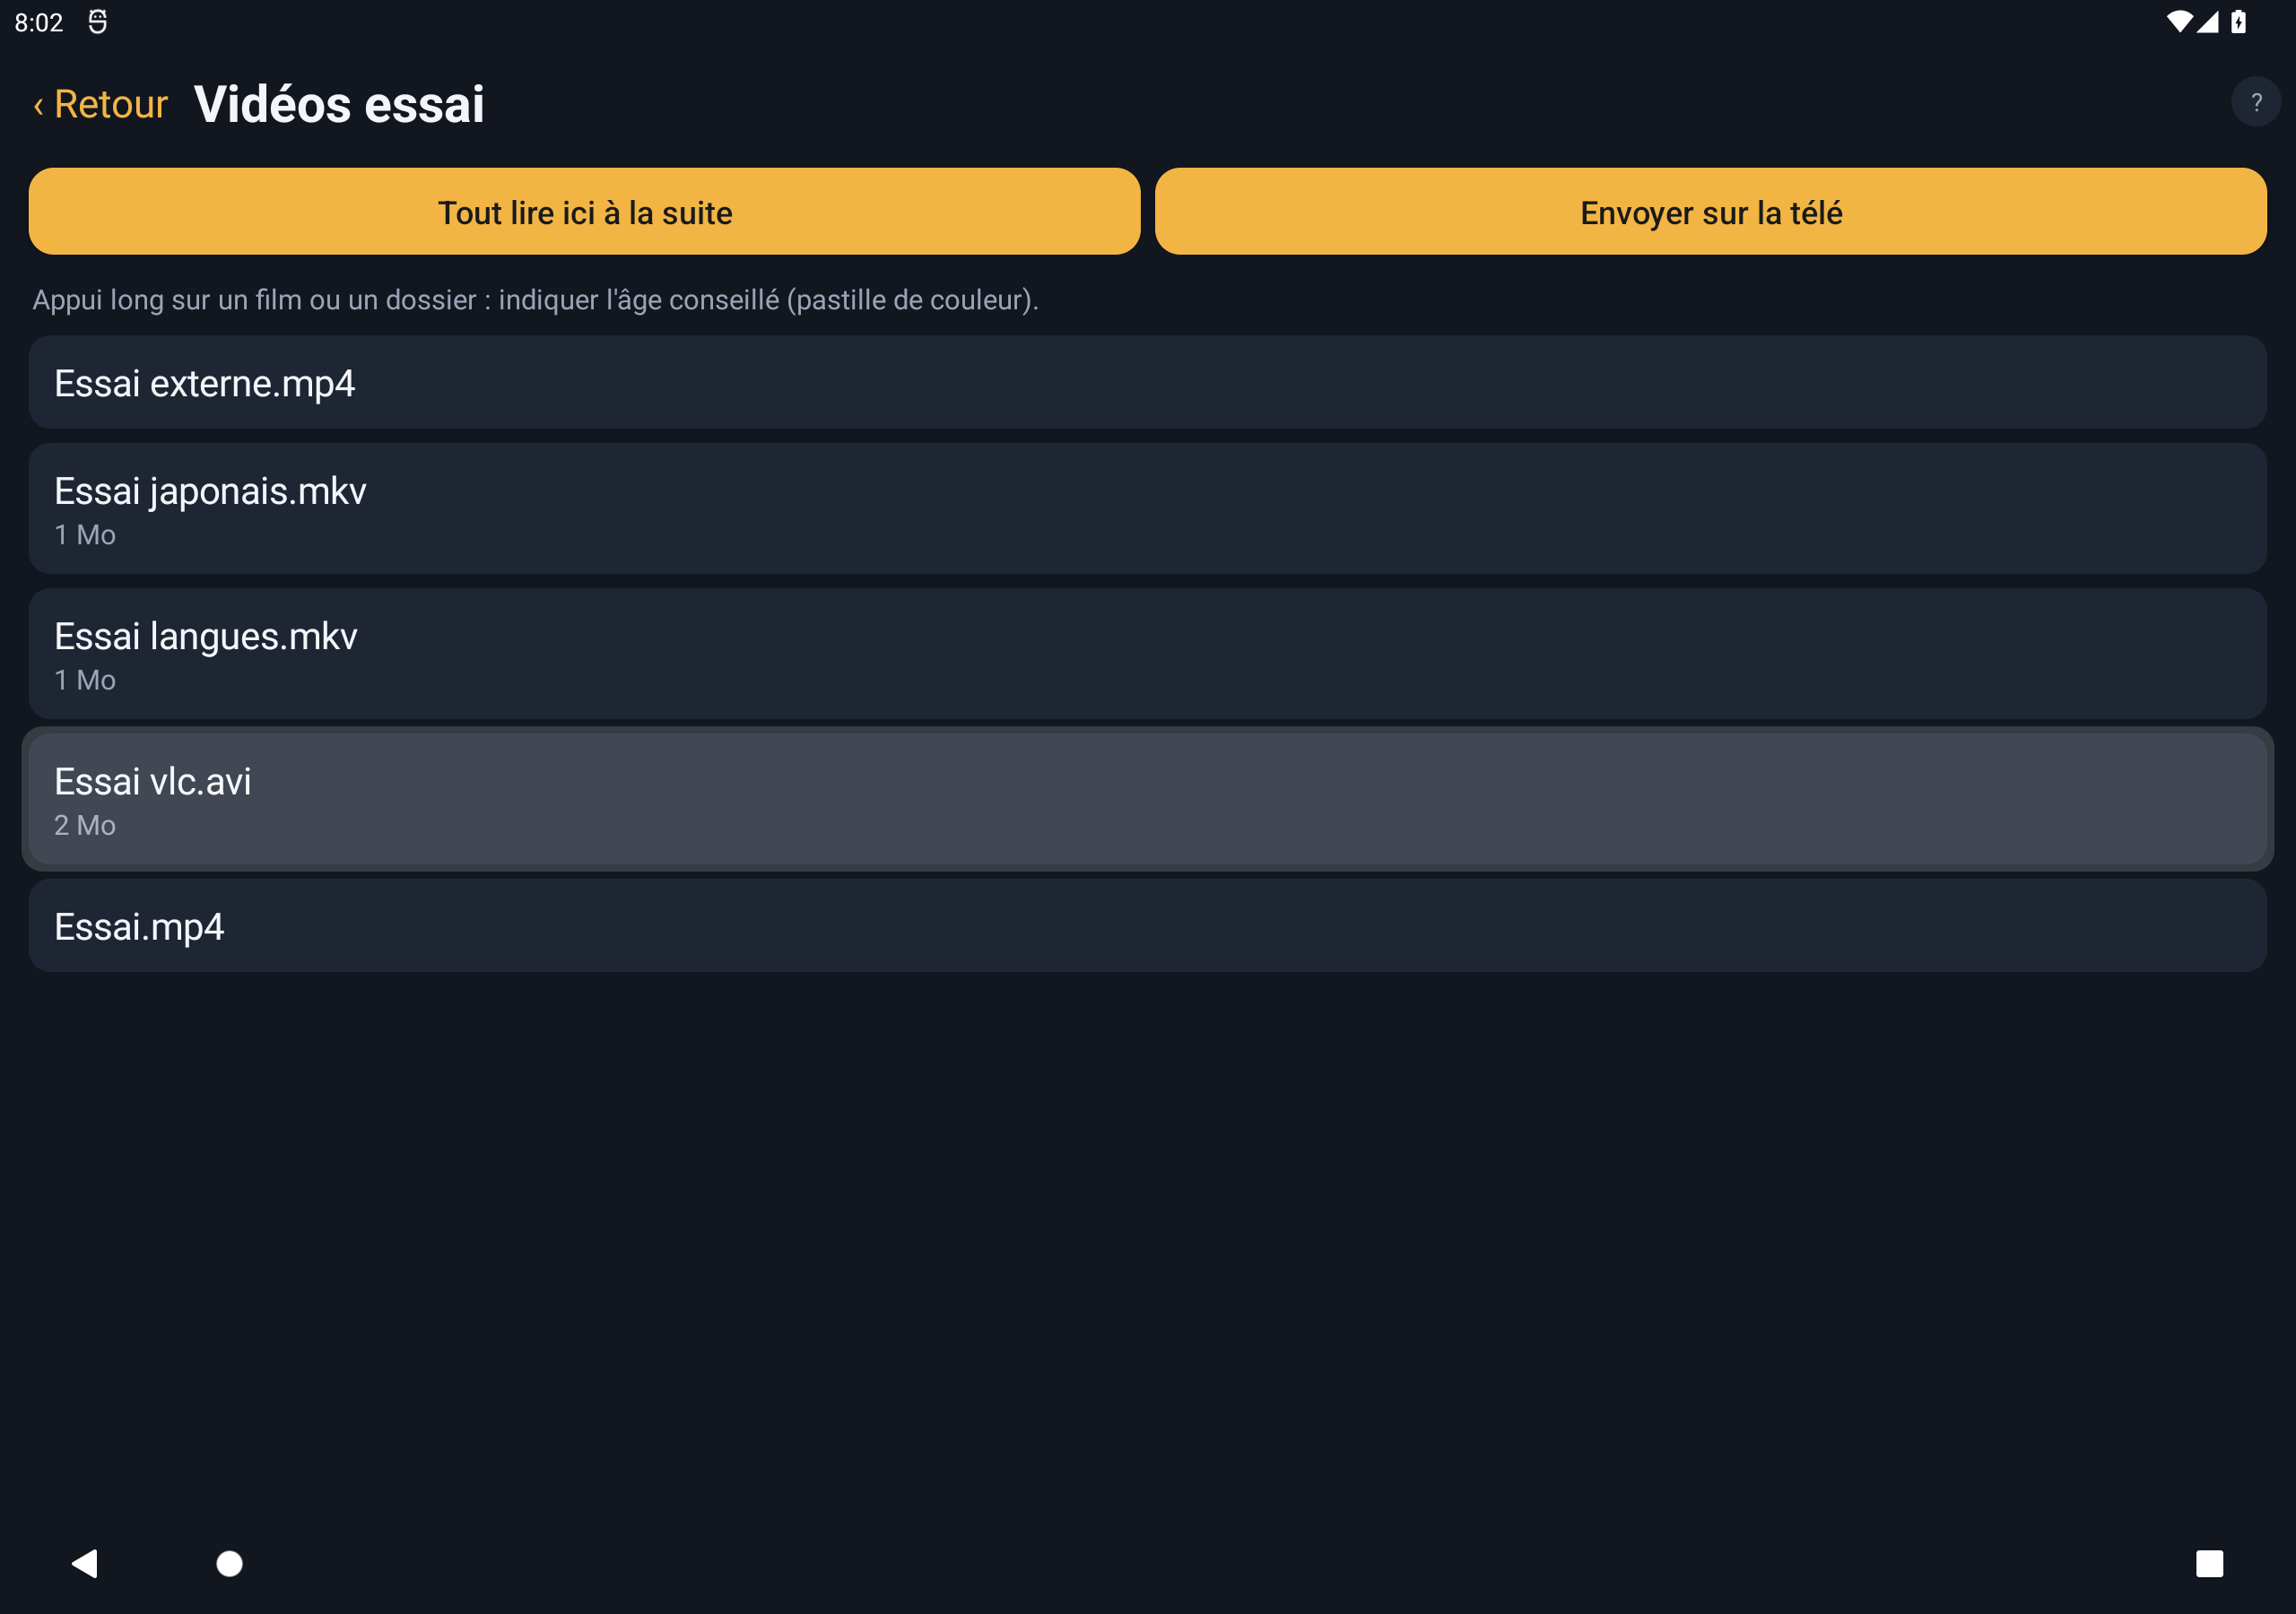 8:02
‹ Retour Vidéos essai ?
Tout lire ici à la suite
Envoyer sur la télé
Appui long sur un film ou un dossier : indiquer l'âge conseillé (pastille de couleur).
Essai externe.mp4
Essai japonais.mkv
1 Mo
Essai langues.mkv
1 Mo
Essai vlc.avi
2 Mo
Essai.mp4